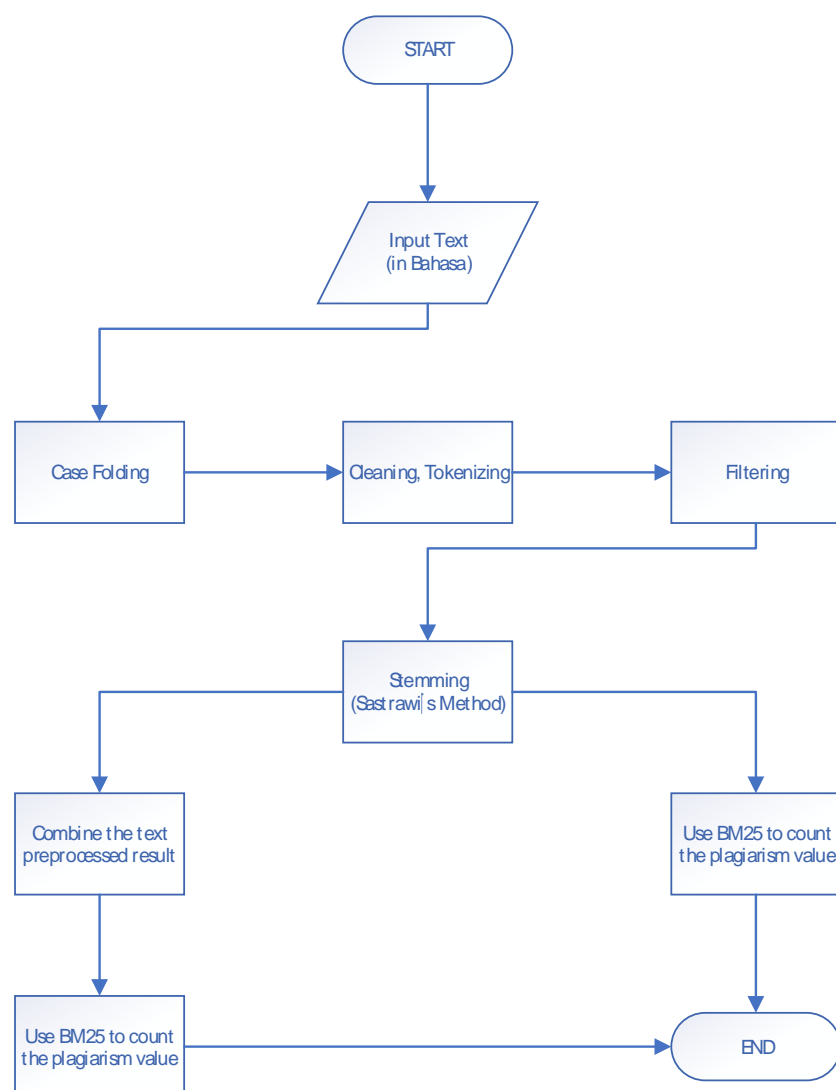 START
Input Text
(in Bahasa)
Case Folding
Cleaning, Tokenizing
Filtering
Stemming
(Sastrawi's Method)
Combine the text
preprocessed result
Use BM25 to count
the plagiarism value
Use BM25 to count
the plagiarism value
END